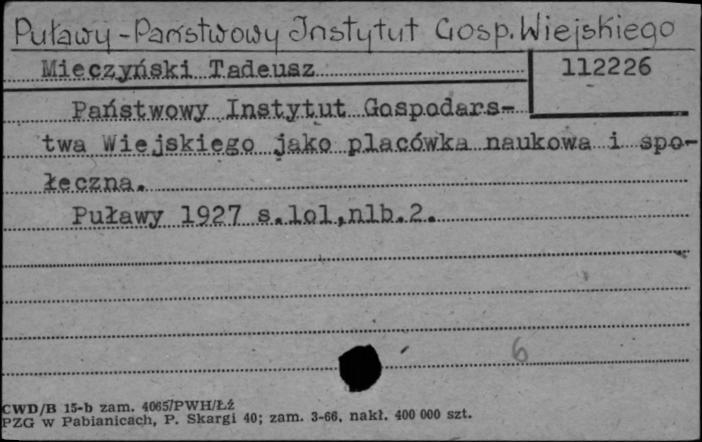 Puławy-Państwowy Instytut Gosp. Wiejskiego
Mieczyński Tadeusz
112226
Państwowy Instytut Gospodars-
twa Wiejskiego jako placówka naukowa i spo-
łeczna.
Puławy 1927 s.lol,nlb.2.
6
CWD/B 15-b zam. 4065/PWH/Łź
PZG w Pabianicach, P. Skargi 40; zam. 3-66, nakł. 400 000 szt.